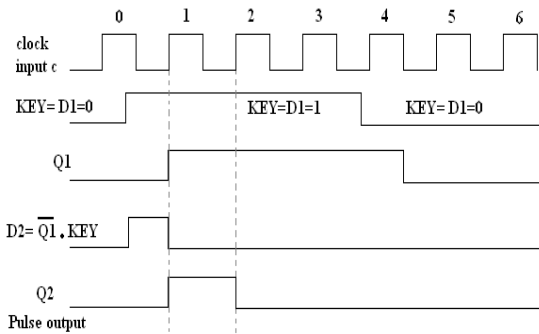 0 1 2 3 4 5 6
clock
input c
KEY= D1=0 KEY=D1=1 KEY= D1=0
Q1
D2= Q̅1̅ . KEY
Q2
Pulse output